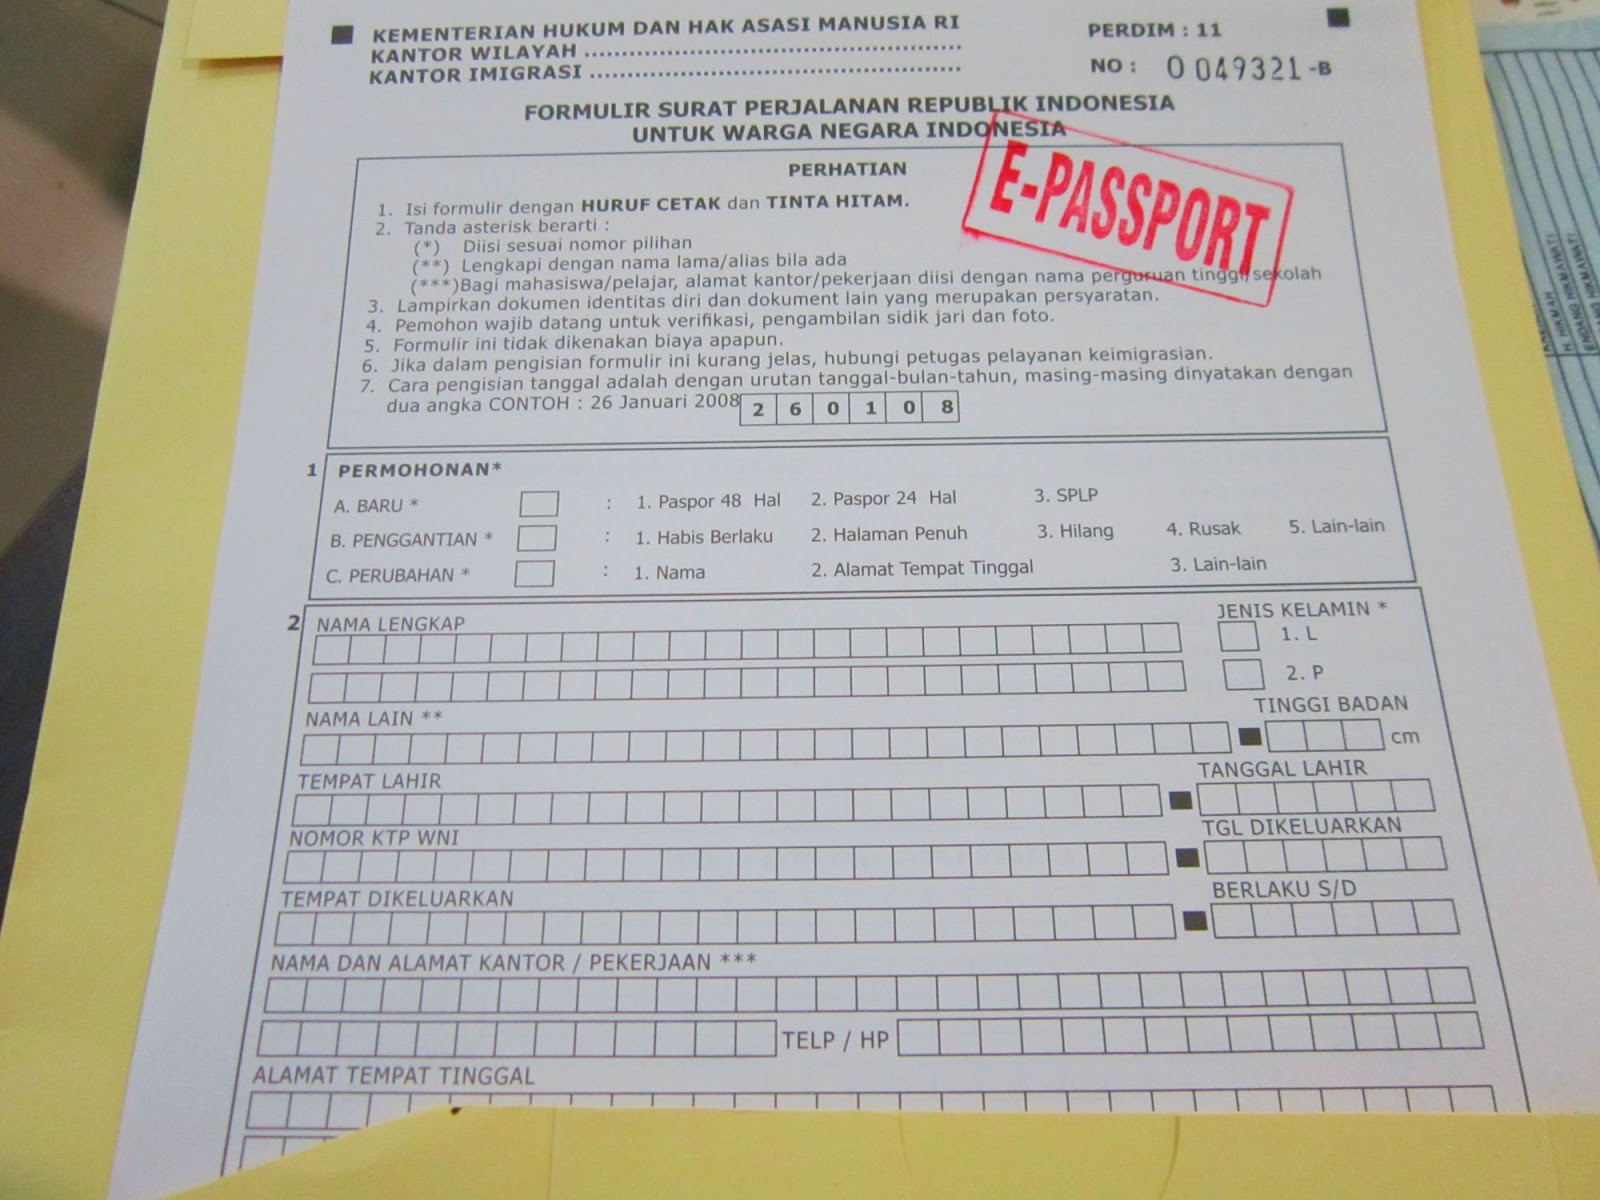 KEMENTERIAN HUKUM DAN HAK ASASI MANUSIA RI
KANTOR WILAYAH ..................................................
KANTOR IMIGRASI ..................................................
PERDIM : 11
NO : 0 049321 -B
FORMULIR SURAT PERJALANAN REPUBLIK INDONESIA
UNTUK WARGA NEGARA INDONESIA
E-PASSPORT
PERHATIAN
1. Isi formulir dengan HURUF CETAK dan TINTA HITAM.
2. Tanda asterisk berarti :
(*) Diisi sesuai nomor pilihan
(**) Lengkapi dengan nama lama/alias bila ada
(***)Bagi mahasiswa/pelajar, alamat kantor/pekerjaan diisi dengan nama perguruan tinggi/sekolah
3. Lampirkan dokumen identitas diri dan dokument lain yang merupakan persyaratan.
4. Pemohon wajib datang untuk verifikasi, pengambilan sidik jari dan foto.
5. Formulir ini tidak dikenakan biaya apapun.
6. Jika dalam pengisian formulir ini kurang jelas, hubungi petugas pelayanan keimigrasian.
7. Cara pengisian tanggal adalah dengan urutan tanggal-bulan-tahun, masing-masing dinyatakan dengan
dua angka CONTOH : 26 Januari 2008 2 6 0 1 0 8
1 PERMOHONAN*
A. BARU * : 1. Paspor 48 Hal 2. Paspor 24 Hal 3. SPLP
B. PENGGANTIAN * : 1. Habis Berlaku 2. Halaman Penuh 3. Hilang 4. Rusak 5. Lain-lain
C. PERUBAHAN * : 1. Nama 2. Alamat Tempat Tinggal 3. Lain-lain
2 NAMA LENGKAP JENIS KELAMIN *
1. L
2. P
NAMA LAIN ** TINGGI BADAN
cm
TEMPAT LAHIR TANGGAL LAHIR
NOMOR KTP WNI TGL DIKELUARKAN
TEMPAT DIKELUARKAN BERLAKU S/D
NAMA DAN ALAMAT KANTOR / PEKERJAAN ***
TELP / HP
ALAMAT TEMPAT TINGGAL
H. HIKMAWATI
ENDANG HIKMAWATI